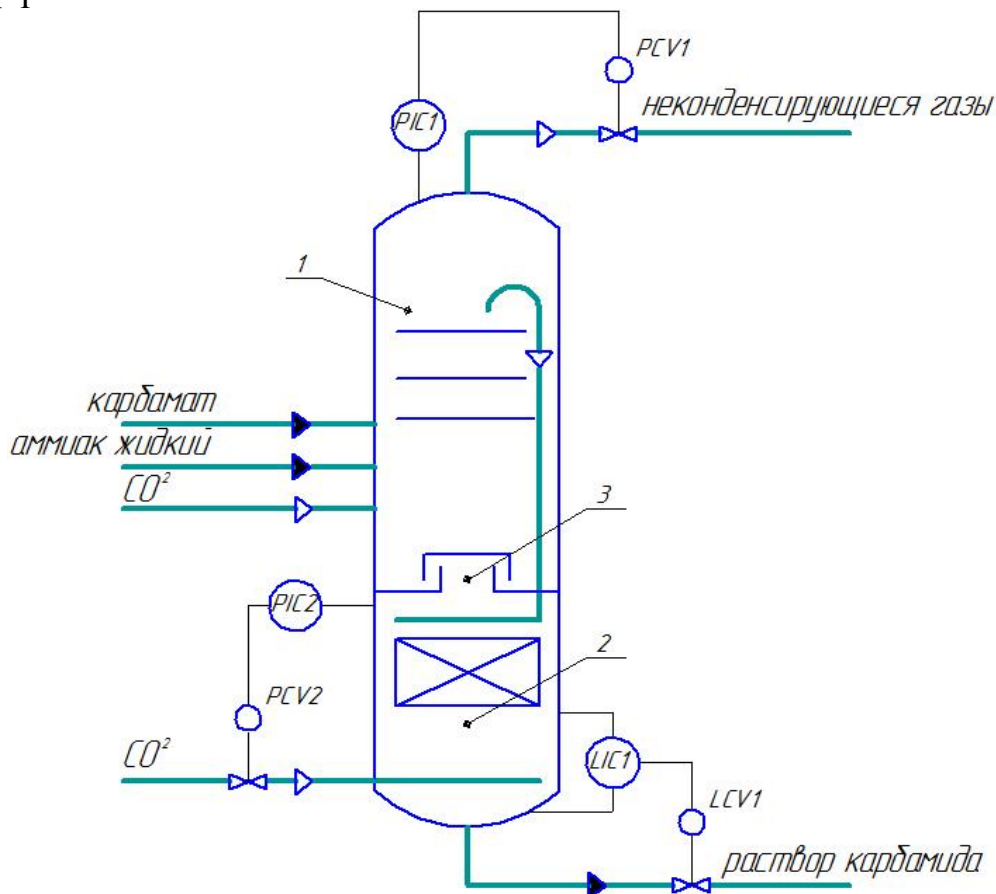 PCV1
PIC1
неконденсирующиеся газы
1
карбамат
аммиак жидкий
CO²
3
PIC2
2
PCV2
CO²
LIC1
LCV1
раствор карбамида